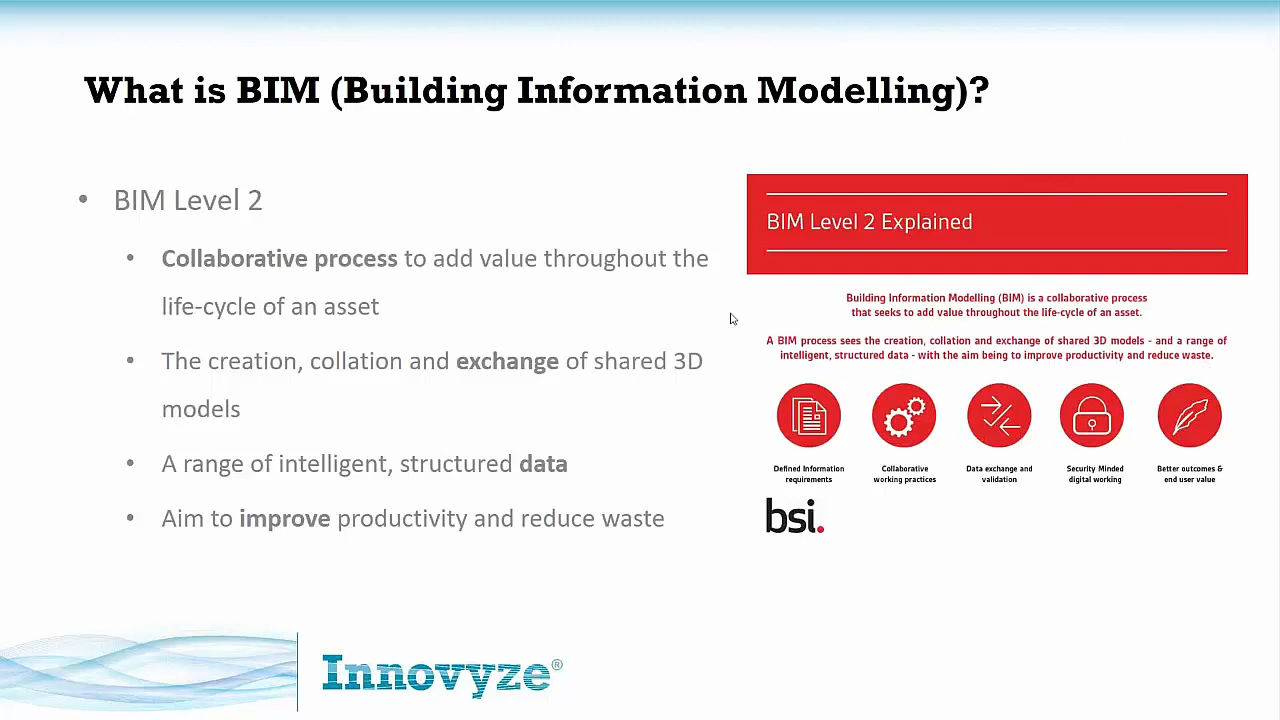 What is BIM (Building Information Modelling)?
• BIM Level 2
• Collaborative process to add value throughout the
life-cycle of an asset
• The creation, collation and exchange of shared 3D
models
• A range of intelligent, structured data
• Aim to improve productivity and reduce waste
BIM Level 2 Explained
Building Information Modelling (BIM) is a collaborative process
that seeks to add value throughout the life-cycle of an asset.
A BIM process sees the creation, collation and exchange of shared 3D models - and a range of
intelligent, structured data - with the aim being to improve productivity and reduce waste.
Defined Information
requirements
Collaborative
working practices
Data exchange and
validation
Security Minded
digital working
Better outcomes &
end user value
bsi.
Innovyze®